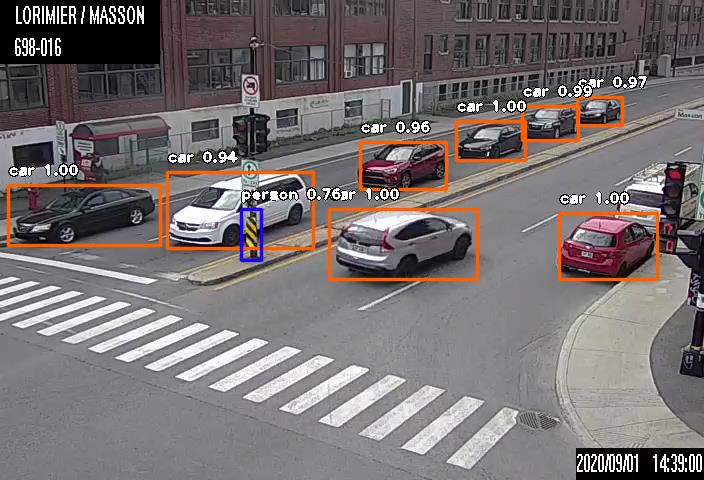 LORIMIER / MASSON
698-016
car 0.97
car 0.99
car 1.00
car 0.96
car 0.94
car 1.00
person 0.76
ar 1.00
car 1.00
Masson
2020/09/01 14:39:00